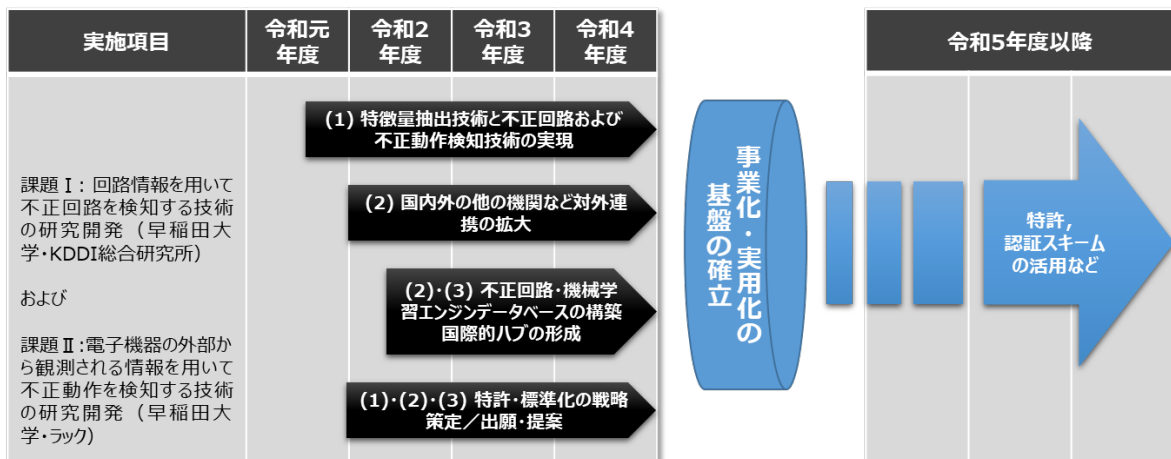 実施項目
令和元
年度
令和2
年度
令和3
年度
令和4
年度
令和5年度以降
課題Ⅰ：回路情報を用いて
不正回路を検知する技術
の研究開発（早稲田大
学・KDDI総合研究所）
および
課題Ⅱ：電子機器の外部か
ら観測される情報を用いて
不正動作を検知する技術
の研究開発（早稲田大
学・ラック）
(1) 特徴量抽出技術と不正回路および
不正動作検知技術の実現
(2) 国内外の他の機関など対外連
携の拡大
(2)・(3) 不正回路・機械学
習エンジンデータベースの構築
国際的ハブの形成
(1)・(2)・(3) 特許・標準化の戦略
策定／出願・提案
事業化・実用化の
基盤の確立
特許，
認証スキーム
の活用など